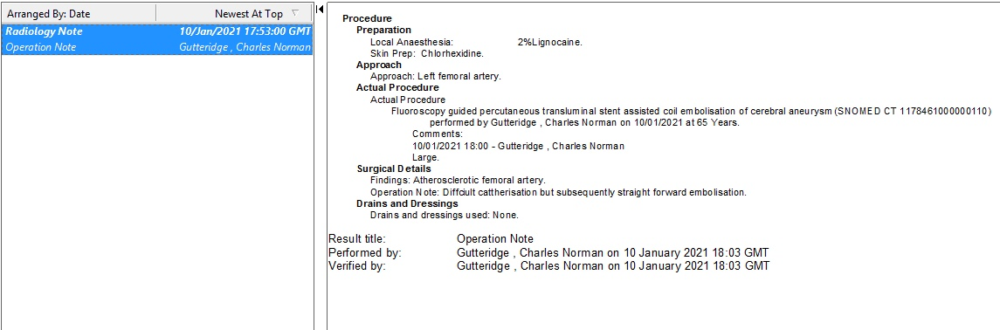 Arranged By: Date Newest At Top
Radiology Note 10/Jan/2021 17:53:00 GMT
Operation Note Gutteridge , Charles Norman
Procedure
Preparation
Local Anaesthesia: 2%Lignocaine.
Skin Prep: Chlorhexidine.
Approach
Approach: Left femoral artery.
Actual Procedure
Actual Procedure
Fluoroscopy guided percutaneous transluminal stent assisted coil embolisation of cerebral aneurysm (SNOMED CT 1178461000000110)
performed by Gutteridge , Charles Norman on 10/01/2021 at 65 Years.
Comments:
10/01/2021 18:00 - Gutteridge , Charles Norman
Large.
Surgical Details
Findings: Atherosclerotic femoral artery.
Operation Note: Diffciult cattherisation but subsequently straight forward embolisation.
Drains and Dressings
Drains and dressings used: None.
Result title: Operation Note
Performed by: Gutteridge , Charles Norman on 10 January 2021 18:03 GMT
Verified by: Gutteridge , Charles Norman on 10 January 2021 18:03 GMT